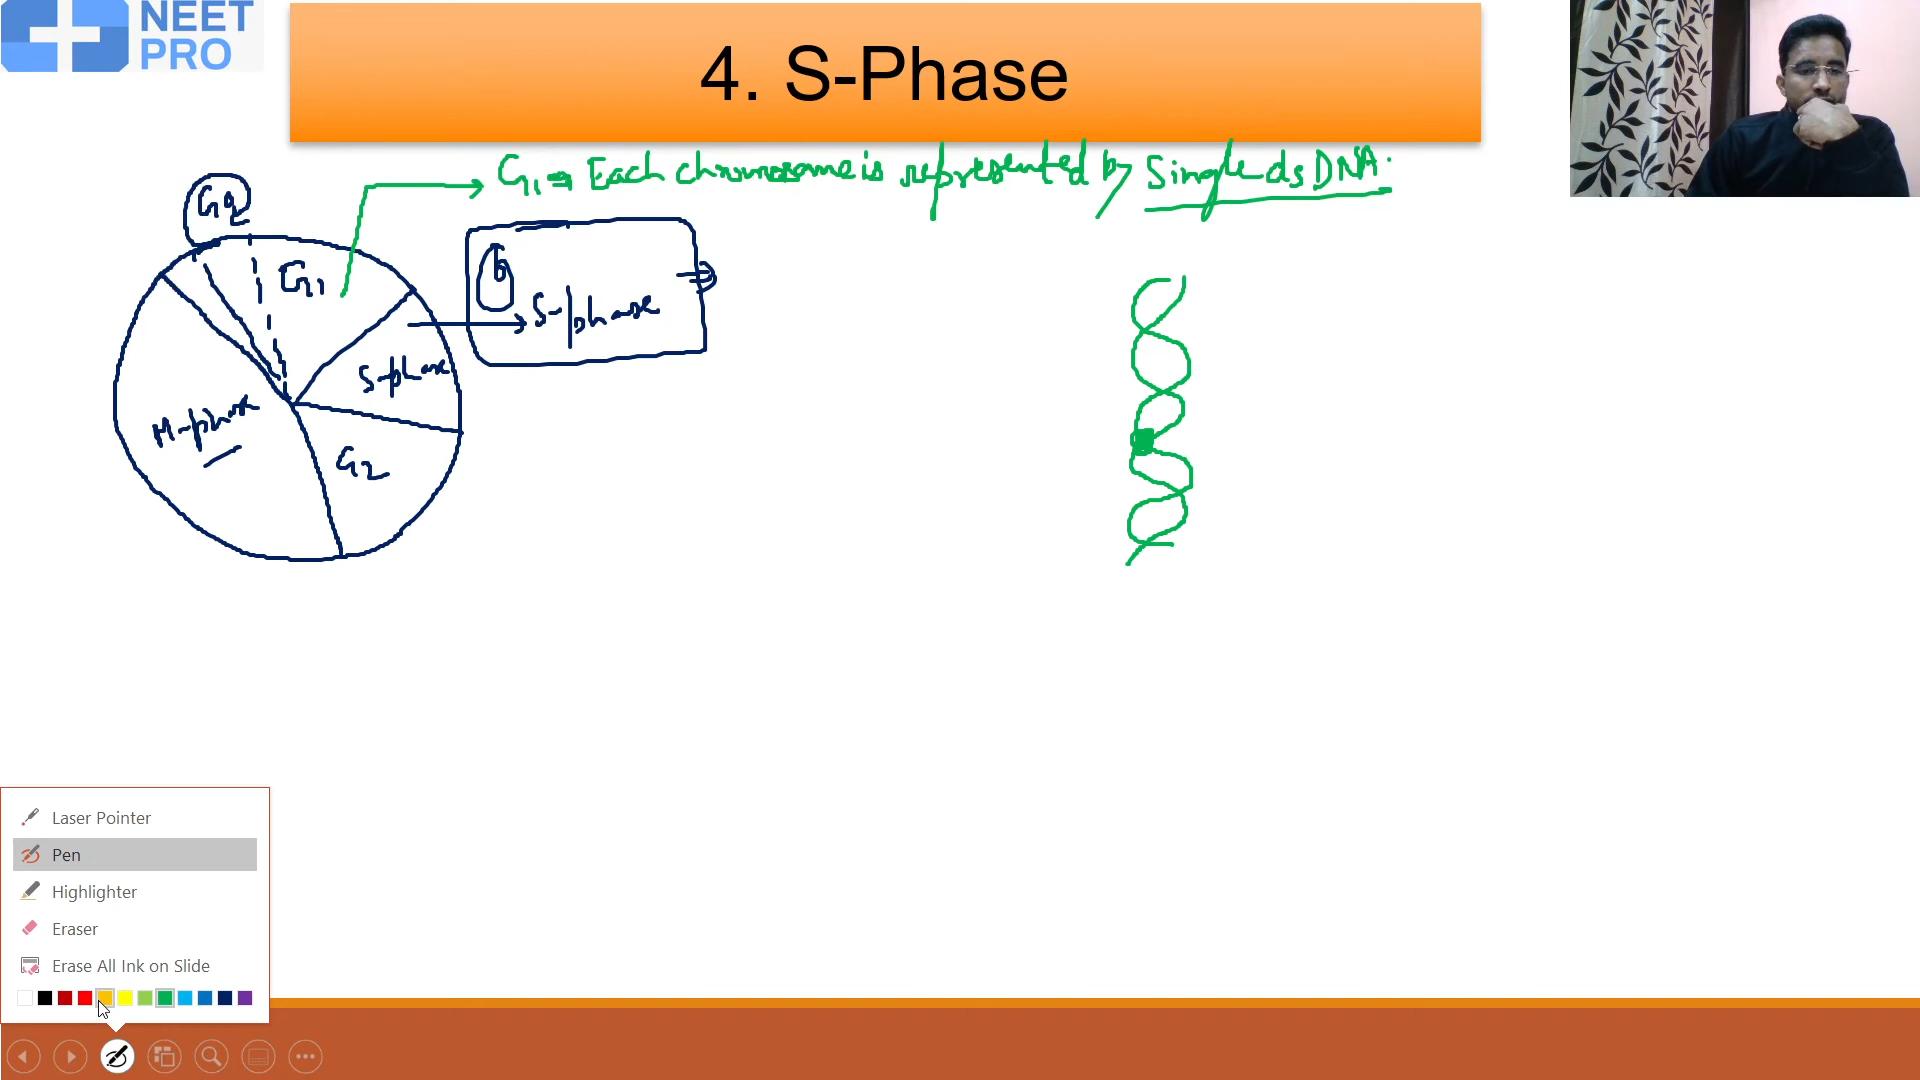 NEET
PRO
4. S-Phase
G1 ⇒ Each chromosome is represented by Single ds DNA.
G0
G1
S-phase
S-phase
M-phase
G2
Laser Pointer
Pen
Highlighter
Eraser
Erase All Ink on Slide